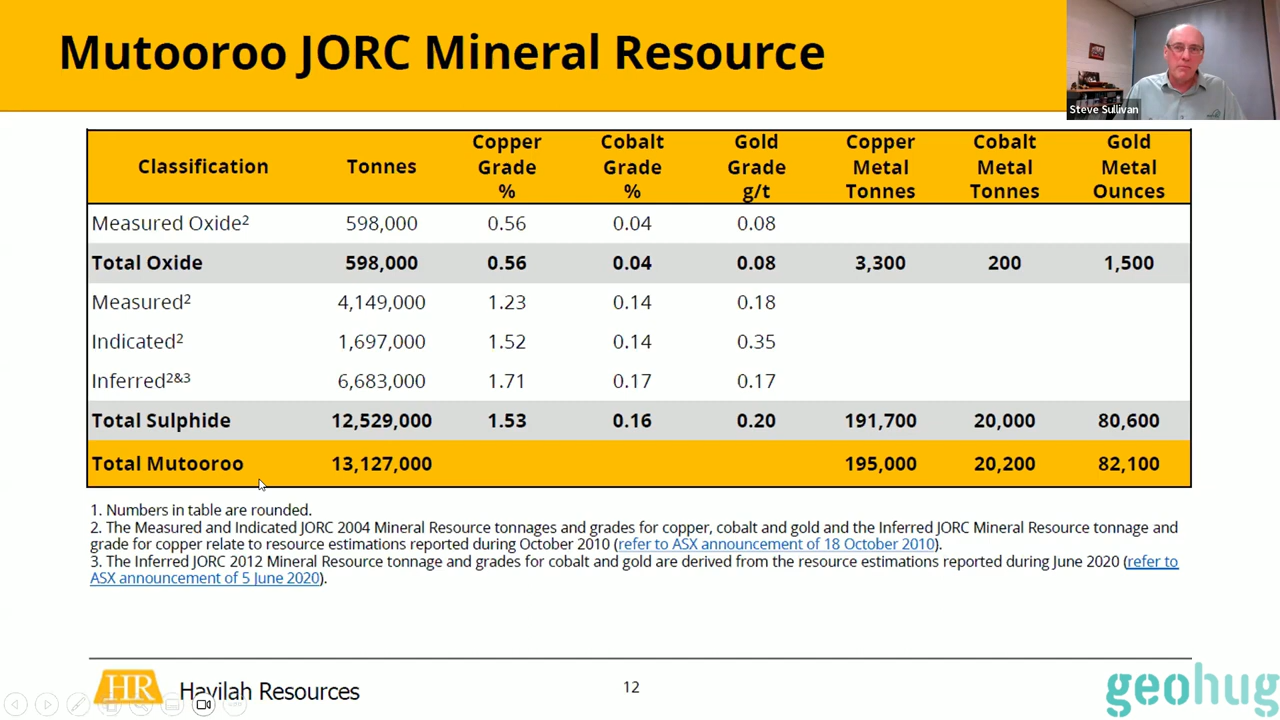 Mutooroo JORC Mineral Resource
Steve Sullivan
Classification Tonnes Copper Grade % Cobalt Grade % Gold Grade g/t Copper Metal Tonnes Cobalt Metal Tonnes Gold Metal Ounces
Measured Oxide2 598,000 0.56 0.04 0.08
Total Oxide 598,000 0.56 0.04 0.08 3,300 200 1,500
Measured2 4,149,000 1.23 0.14 0.18
Indicated2 1,697,000 1.52 0.14 0.35
Inferred2&3 6,683,000 1.71 0.17 0.17
Total Sulphide 12,529,000 1.53 0.16 0.20 191,700 20,000 80,600
Total Mutooroo 13,127,000 195,000 20,200 82,100
1. Numbers in table are rounded.
2. The Measured and Indicated JORC 2004 Mineral Resource tonnages and grades for copper, cobalt and gold and the Inferred JORC Mineral Resource tonnage and
grade for copper relate to resource estimations reported during October 2010 (refer to ASX announcement of 18 October 2010).
3. The Inferred JORC 2012 Mineral Resource tonnage and grades for cobalt and gold are derived from the resource estimations reported during June 2020 (refer to
ASX announcement of 5 June 2020).
HR Havilah Resources
12
geohug